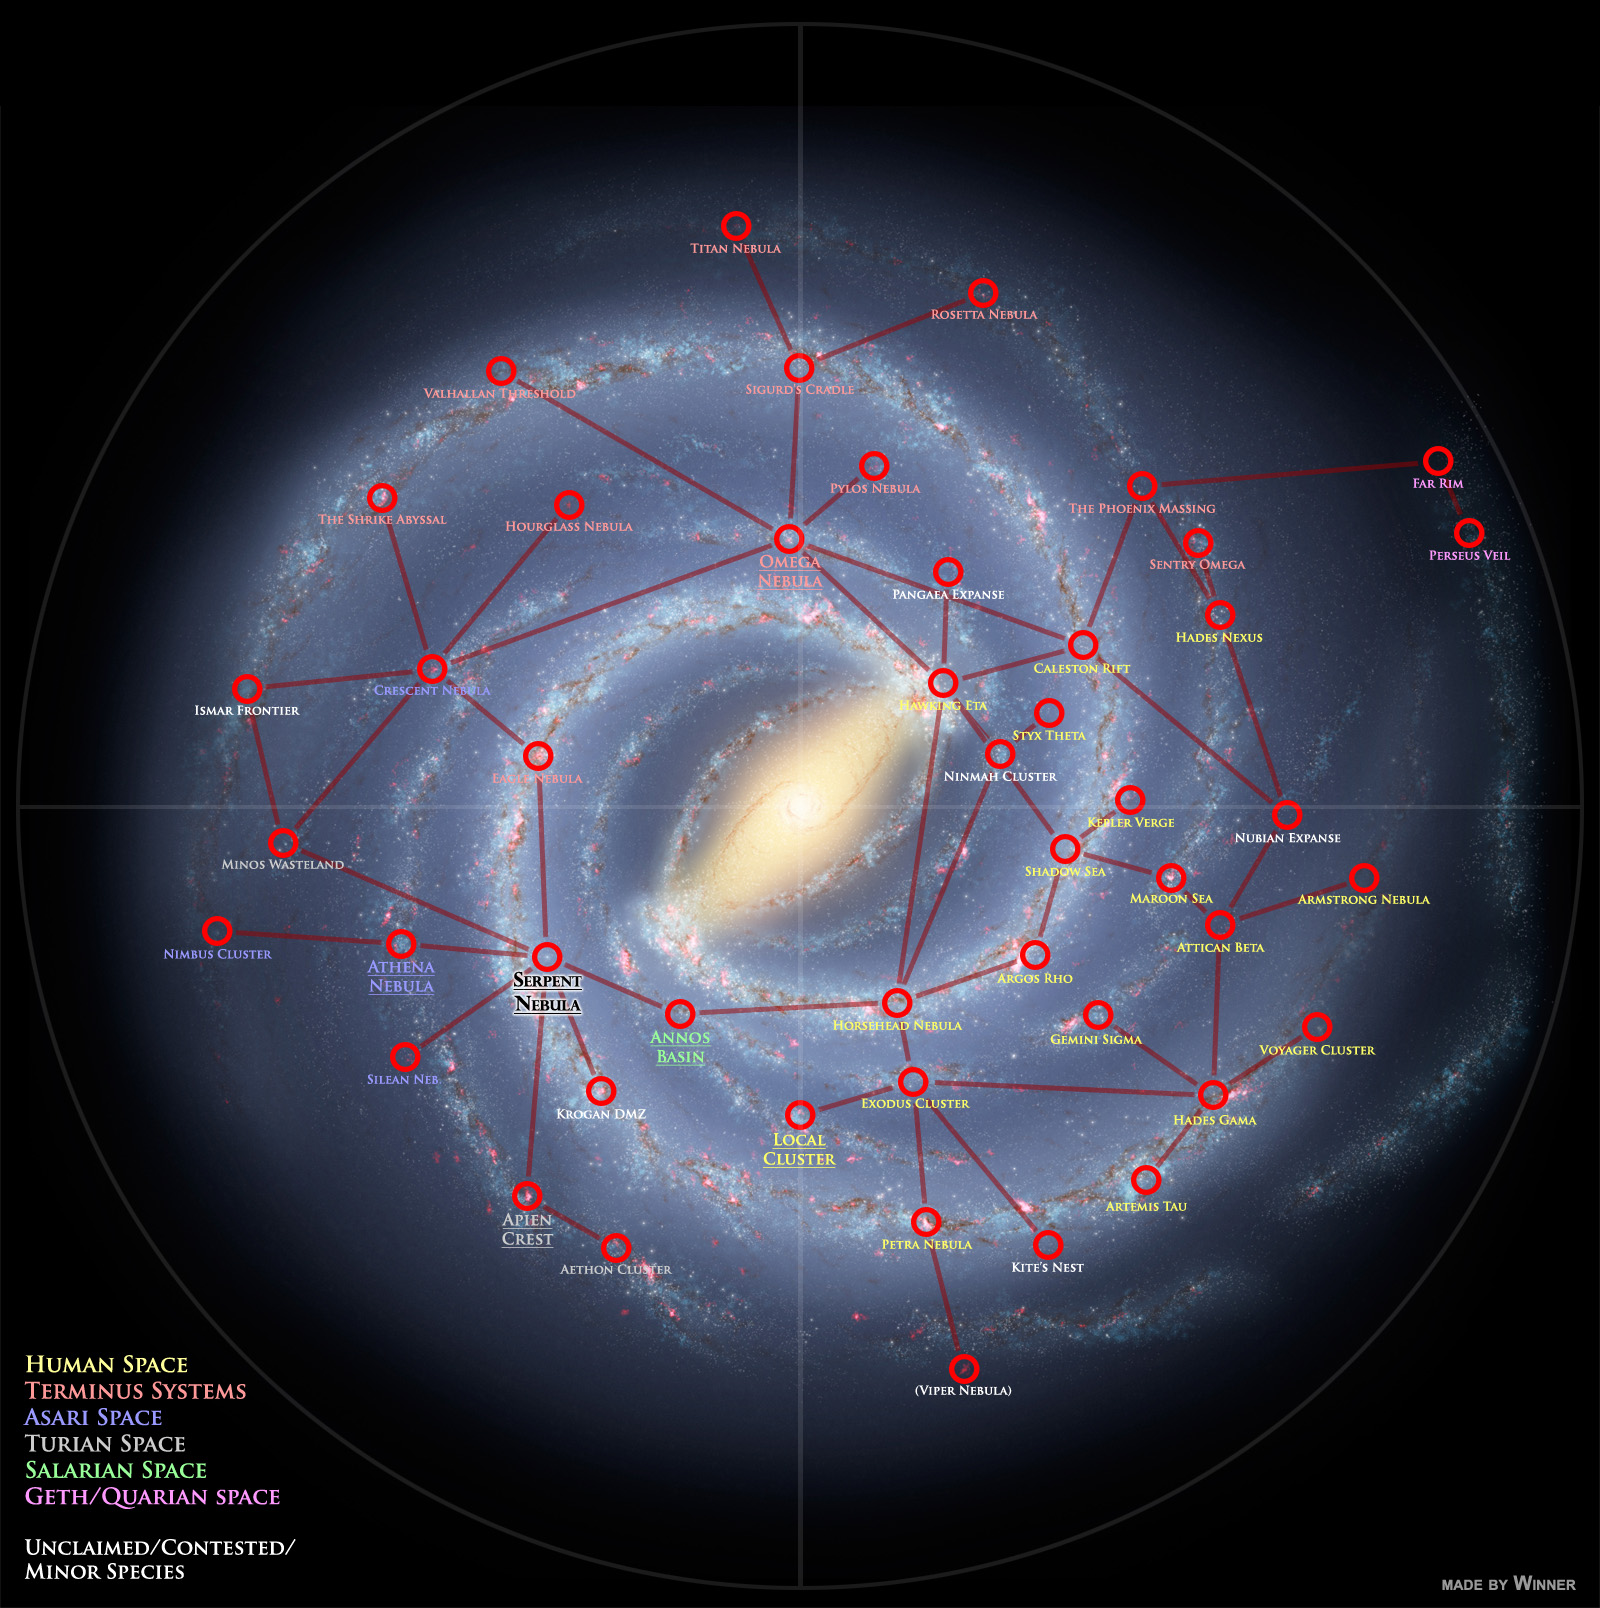 Titan Nebula
Rosetta Nebula
Valhallan Threshold
Sigurd's Cradle
Far Rim
Pylos Nebula
The Phoenix Massing
The Shrike Abyssal
Hourglass Nebula
Perseus Veil
Omega
Nebula
Sentry Omega
Pangaea Expanse
Hades Nexus
Caleston Rift
Crescent Nebula
Hawking Eta
Ismar Frontier
Styx Theta
Eagle Nebula
Ninmah Cluster
Kepler Verge
Nubian Expanse
Minos Wasteland
Shadow Sea
Maroon Sea
Armstrong Nebula
Attican Beta
Nimbus Cluster
Athena
Nebula
Serpent
Nebula
Argos Rho
Horsehead Nebula
Annos
Basin
Gemini Sigma
Voyager Cluster
Silean Neb.
Exodus Cluster
Krogan DMZ
Hades Gama
Local
Cluster
Artemis Tau
Apien
Crest
Petra Nebula
Kite's Nest
Aethon Cluster
(Viper Nebula)
Human Space
Terminus Systems
Asari Space
Turian Space
Salarian Space
Geth/Quarian space
Unclaimed/Contested/
Minor Species
made by Winner